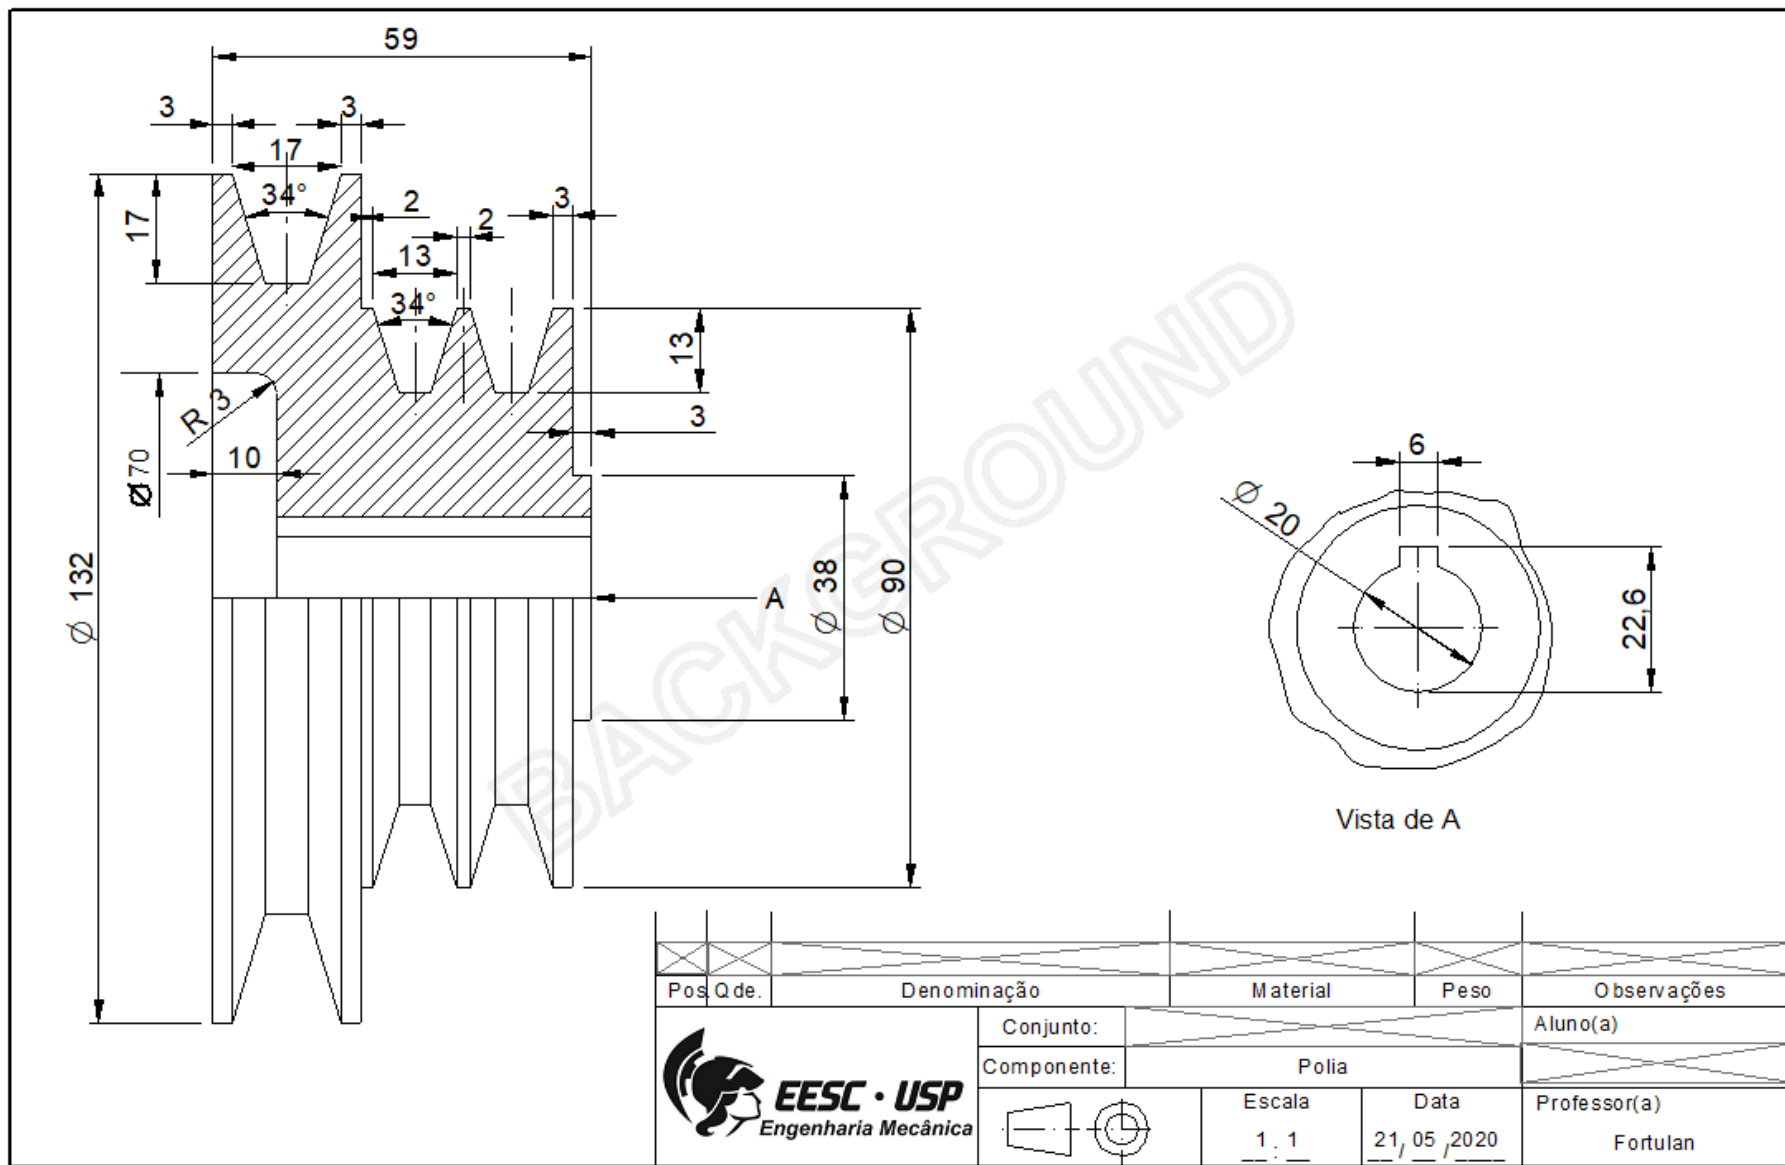 59
3
3
17
34°
17
2
2
3
13
34°
13
3
R 3
10
Ø 70
Ø 132
A
Ø 38
Ø 90
BACKGROUND
6
Ø 20
22,6
Vista de A
Pos. Qde. Denominação Material Peso Observações
Conjunto: Aluno(a)
Componente: Polia
EESC · USP
Engenharia Mecânica
Escala Data Professor(a)
1 : 1 21/ 05 /2020 Fortulan